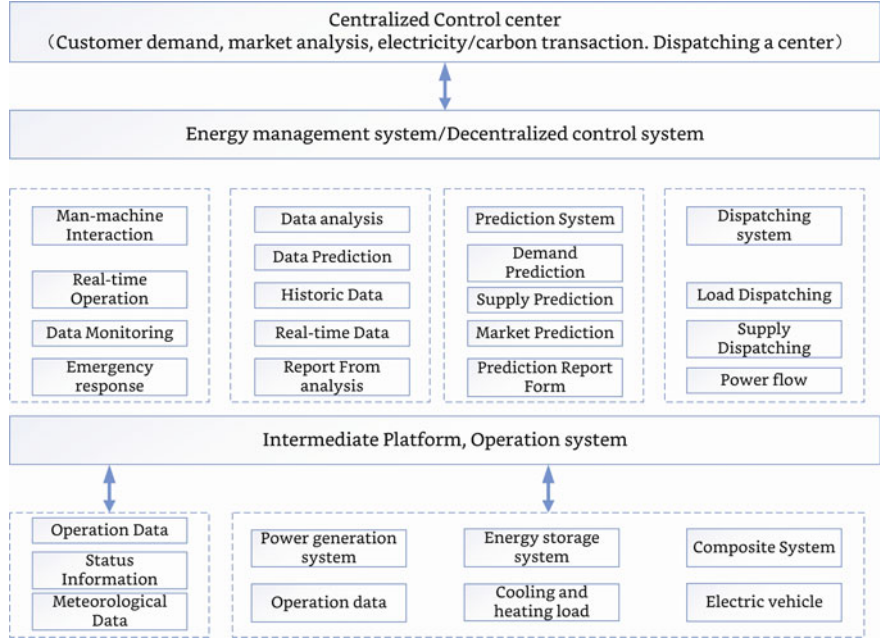 Centralized Control center
（Customer demand, market analysis, electricity/carbon transaction. Dispatching a center）
Energy management system/Decentralized control system
Man-machine
Interaction
Real-time
Operation
Data Monitoring
Emergency
response
Data analysis
Data Prediction
Historic Data
Real-time Data
Report From
analysis
Prediction System
Demand
Prediction
Supply Prediction
Market Prediction
Prediction Report
Form
Dispatching
system
Load Dispatching
Supply
Dispatching
Power flow
Intermediate Platform, Operation system
Operation Data
Status
Information
Meteorological
Data
Power generation
system
Energy storage
system
Composite System
Operation data
Cooling and
heating load
Electric vehicle